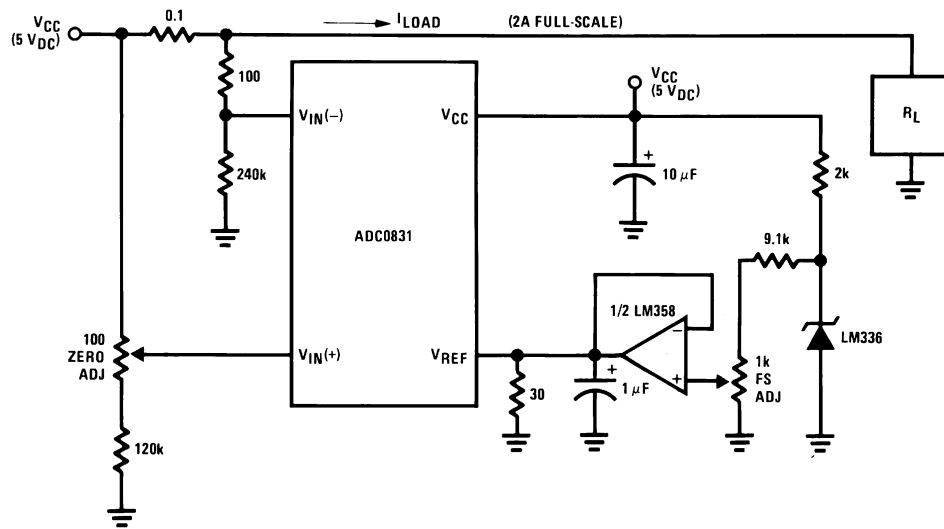 VCC
(5 VDC)
0.1
ILOAD
(2A FULL-SCALE)
100
VIN(−)
VCC
VCC
(5 VDC)
RL
240k
+
10 μF
2k
ADC0831
9.1k
1/2 LM358
100
ZERO
ADJ
VIN(+)
VREF
−
+
LM336
30
+
1 μF
1k
FS
ADJ
120k